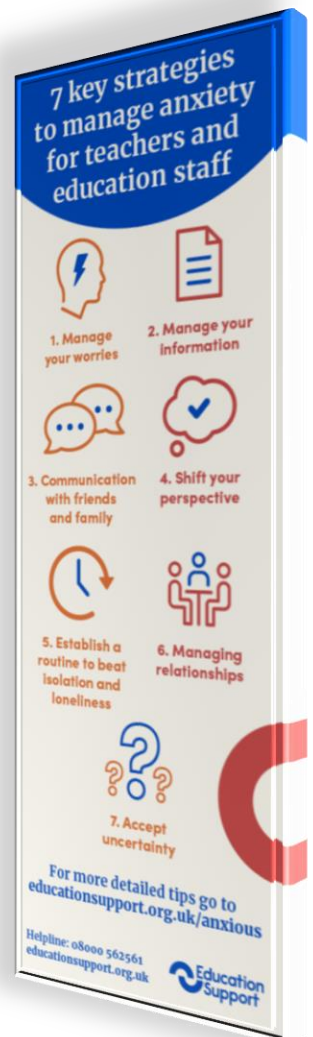 7 key strategies
to manage anxiety
for teachers and
education staff
1. Manage
your worries
2. Manage your
information
3. Communication
with friends
and family
4. Shift your
perspective
5. Establish a
routine to beat
isolation and
loneliness
6. Managing
relationships
7. Accept
uncertainty
For more detailed tips go to
educationsupport.org.uk/anxious
Helpline: 08000 562561
educationsupport.org.uk
Education
Support